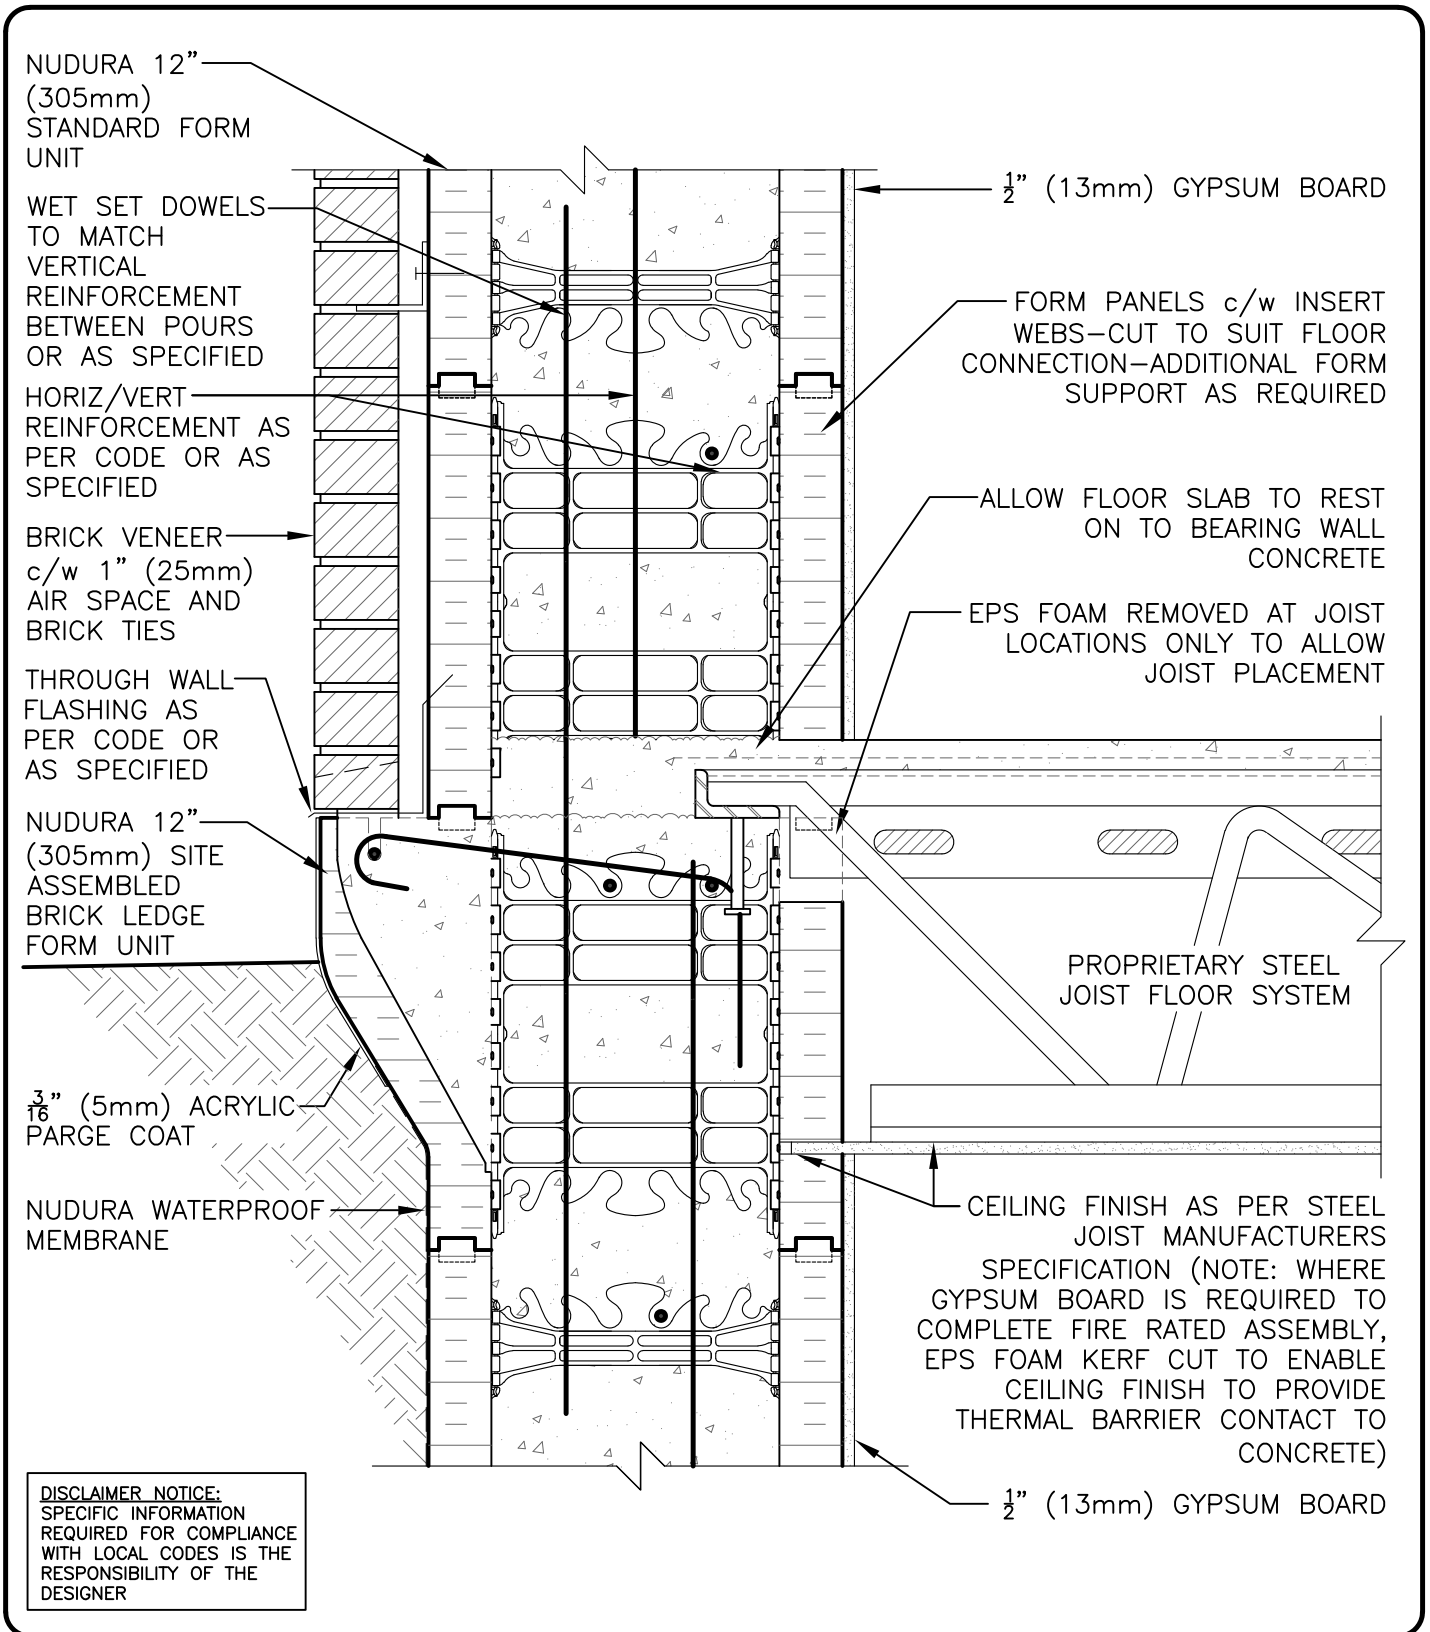 NUDURA 12"
(305mm)
STANDARD FORM
UNIT
WET SET DOWELS
TO MATCH
VERTICAL
REINFORCEMENT
BETWEEN POURS
OR AS SPECIFIED
HORIZ/VERT
REINFORCEMENT AS
PER CODE OR AS
SPECIFIED
BRICK VENEER
c/w 1" (25mm)
AIR SPACE AND
BRICK TIES
THROUGH WALL
FLASHING AS
PER CODE OR
AS SPECIFIED
NUDURA 12"
(305mm) SITE
ASSEMBLED
BRICK LEDGE
FORM UNIT
3/16" (5mm) ACRYLIC
PARGE COAT
NUDURA WATERPROOF
MEMBRANE
DISCLAIMER NOTICE:
SPECIFIC INFORMATION
REQUIRED FOR COMPLIANCE
WITH LOCAL CODES IS THE
RESPONSIBILITY OF THE
DESIGNER
1/2" (13mm) GYPSUM BOARD
FORM PANELS c/w INSERT
WEBS-CUT TO SUIT FLOOR
CONNECTION-ADDITIONAL FORM
SUPPORT AS REQUIRED
ALLOW FLOOR SLAB TO REST
ON TO BEARING WALL
CONCRETE
EPS FOAM REMOVED AT JOIST
LOCATIONS ONLY TO ALLOW
JOIST PLACEMENT
PROPRIETARY STEEL
JOIST FLOOR SYSTEM
CEILING FINISH AS PER STEEL
JOIST MANUFACTURERS
SPECIFICATION (NOTE: WHERE
GYPSUM BOARD IS REQUIRED TO
COMPLETE FIRE RATED ASSEMBLY,
EPS FOAM KERF CUT TO ENABLE
CEILING FINISH TO PROVIDE
THERMAL BARRIER CONTACT TO
CONCRETE)
1/2" (13mm) GYPSUM BOARD